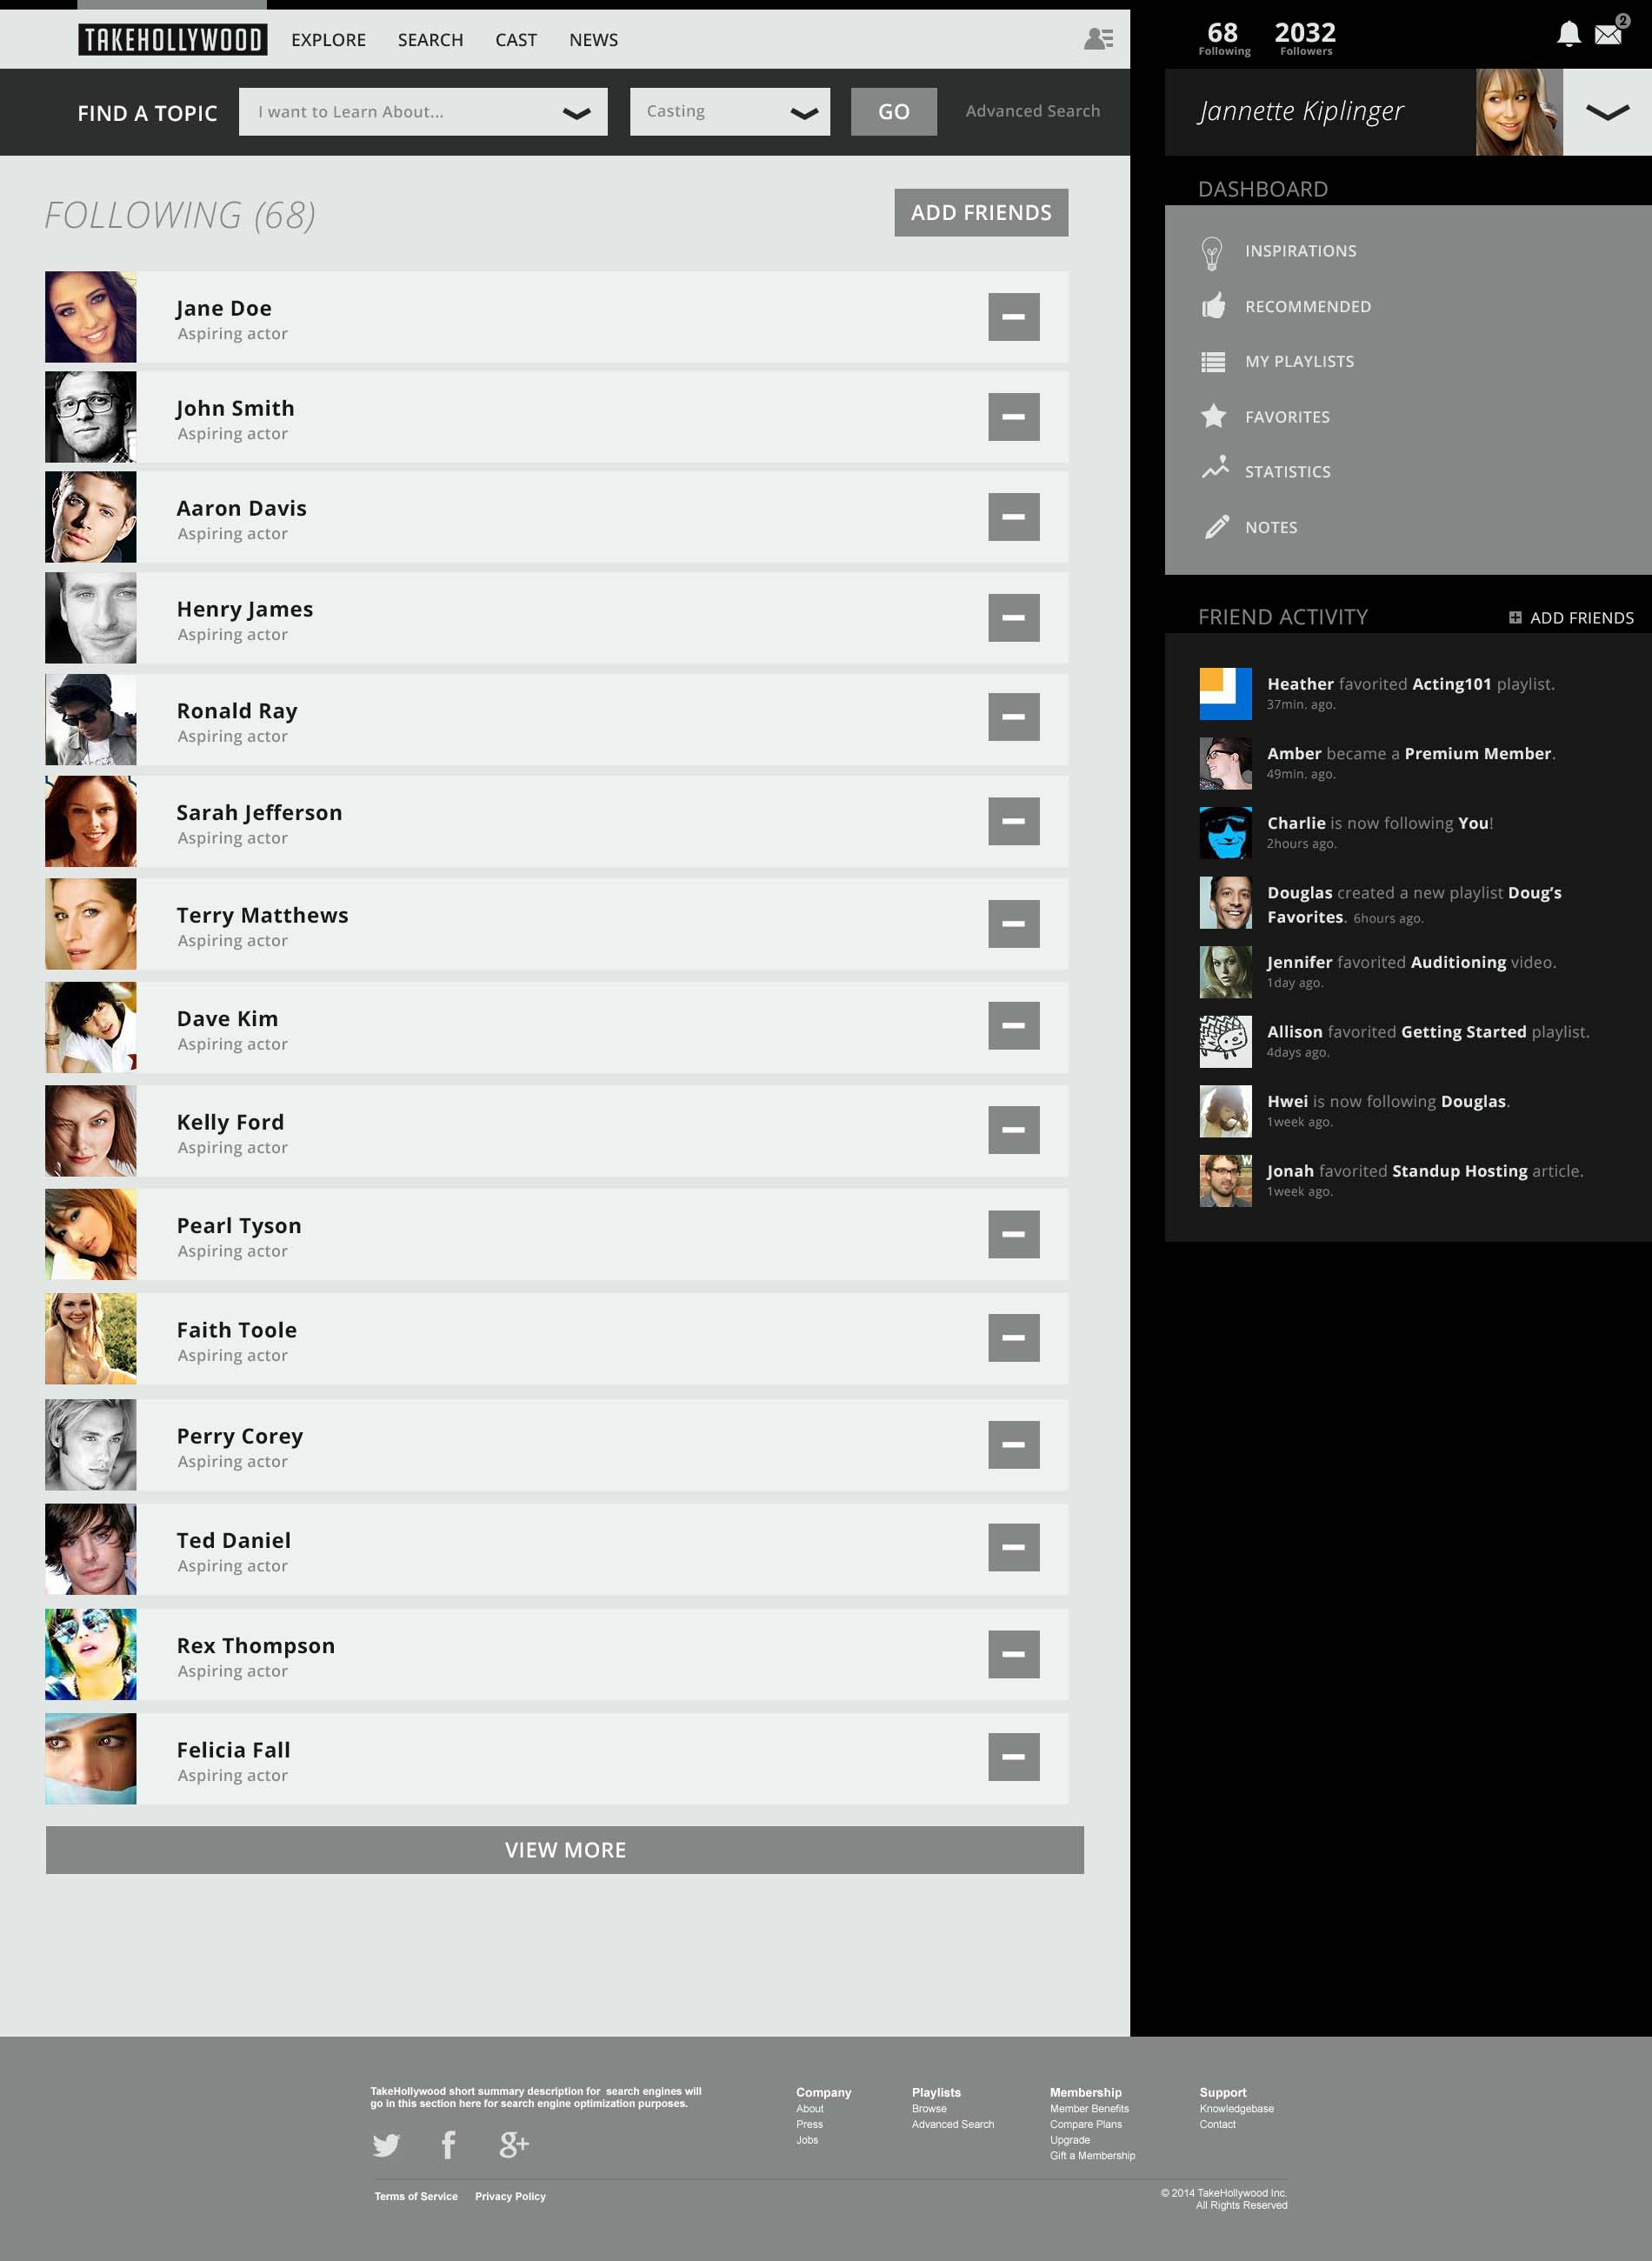 TAKEHOLLYWOOD EXPLORE SEARCH CAST NEWS
68 2032 2
Following Followers
FIND A TOPIC I want to Learn About... Casting GO Advanced Search
Jannette Kiplinger
FOLLOWING (68) ADD FRIENDS
Jane Doe
Aspiring actor
John Smith
Aspiring actor
Aaron Davis
Aspiring actor
Henry James
Aspiring actor
Ronald Ray
Aspiring actor
Sarah Jefferson
Aspiring actor
Terry Matthews
Aspiring actor
Dave Kim
Aspiring actor
Kelly Ford
Aspiring actor
Pearl Tyson
Aspiring actor
Faith Toole
Aspiring actor
Perry Corey
Aspiring actor
Ted Daniel
Aspiring actor
Rex Thompson
Aspiring actor
Felicia Fall
Aspiring actor
VIEW MORE
DASHBOARD
INSPIRATIONS
RECOMMENDED
MY PLAYLISTS
FAVORITES
STATISTICS
NOTES
FRIEND ACTIVITY ADD FRIENDS
Heather favorited Acting101 playlist.
37min. ago.
Amber became a Premium Member.
49min. ago.
Charlie is now following You!
2hours ago.
Douglas created a new playlist Doug's
Favorites. 6hours ago.
Jennifer favorited Auditioning video.
1day ago.
Allison favorited Getting Started playlist.
4days ago.
Hwei is now following Douglas.
1week ago.
Jonah favorited Standup Hosting article.
1week ago.
TakeHollywood short summary description for search engines will
go in this section here for search engine optimization purposes.
Company
About
Press
Jobs
Playlists
Browse
Advanced Search
Membership
Member Benefits
Compare Plans
Upgrade
Gift a Membership
Support
Knowledgebase
Contact
Terms of Service Privacy Policy
© 2014 TakeHollywood Inc.
All Rights Reserved